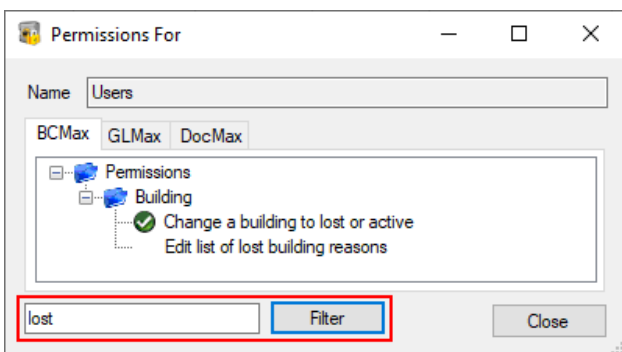 Permissions For
Name Users
BCMax GLMax DocMax
Permissions
Building
Change a building to lost or active
Edit list of lost building reasons
lost Filter Close